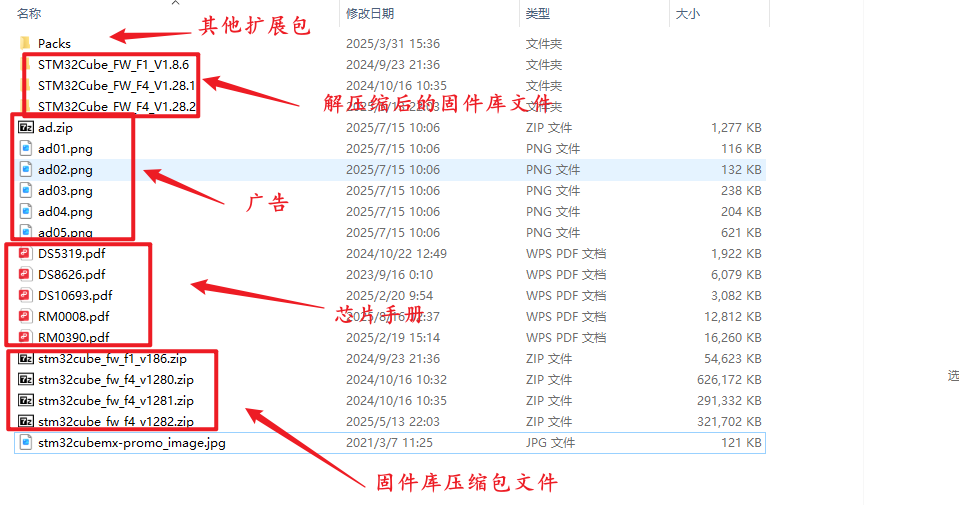 名称 修改日期 类型 大小
其他扩展包
Packs 2025/3/31 15:36 文件夹
STM32Cube_FW_F1_V1.8.6 2024/9/23 21:36 文件夹
STM32Cube_FW_F4_V1.28.1 2024/10/16 10:35 文件夹
解压缩后的固件库文件
STM32Cube_FW_F4_V1.28.2 文件夹
ad.zip 2025/7/15 10:06 ZIP 文件 1,277 KB
ad01.png 2025/7/15 10:06 PNG 文件 116 KB
ad02.png 2025/7/15 10:06 PNG 文件 132 KB
ad03.png 2025/7/15 10:06 PNG 文件 238 KB
广告
ad04.png 2025/7/15 10:06 PNG 文件 204 KB
ad05.png 2025/7/15 10:06 PNG 文件 621 KB
DS5319.pdf 2024/10/22 12:49 WPS PDF 文档 1,922 KB
DS8626.pdf 2023/9/16 0:10 WPS PDF 文档 6,079 KB
DS10693.pdf 2025/2/20 9:54 WPS PDF 文档 3,082 KB
芯片手册
RM0008.pdf WPS PDF 文档 12,812 KB
RM0390.pdf 2025/2/19 15:14 WPS PDF 文档 16,260 KB
stm32cube_fw_f1_v186.zip 2024/9/23 21:36 ZIP 文件 54,623 KB
选
stm32cube_fw_f4_v1280.zip 2024/10/16 10:32 ZIP 文件 626,172 KB
stm32cube_fw_f4_v1281.zip 2024/10/16 10:35 ZIP 文件 291,332 KB
stm32cube_fw_f4_v1282.zip 2025/5/13 22:03 ZIP 文件 321,702 KB
stm32cubemx-promo_image.jpg 2021/3/7 11:25 JPG 文件 121 KB
固件库压缩包文件